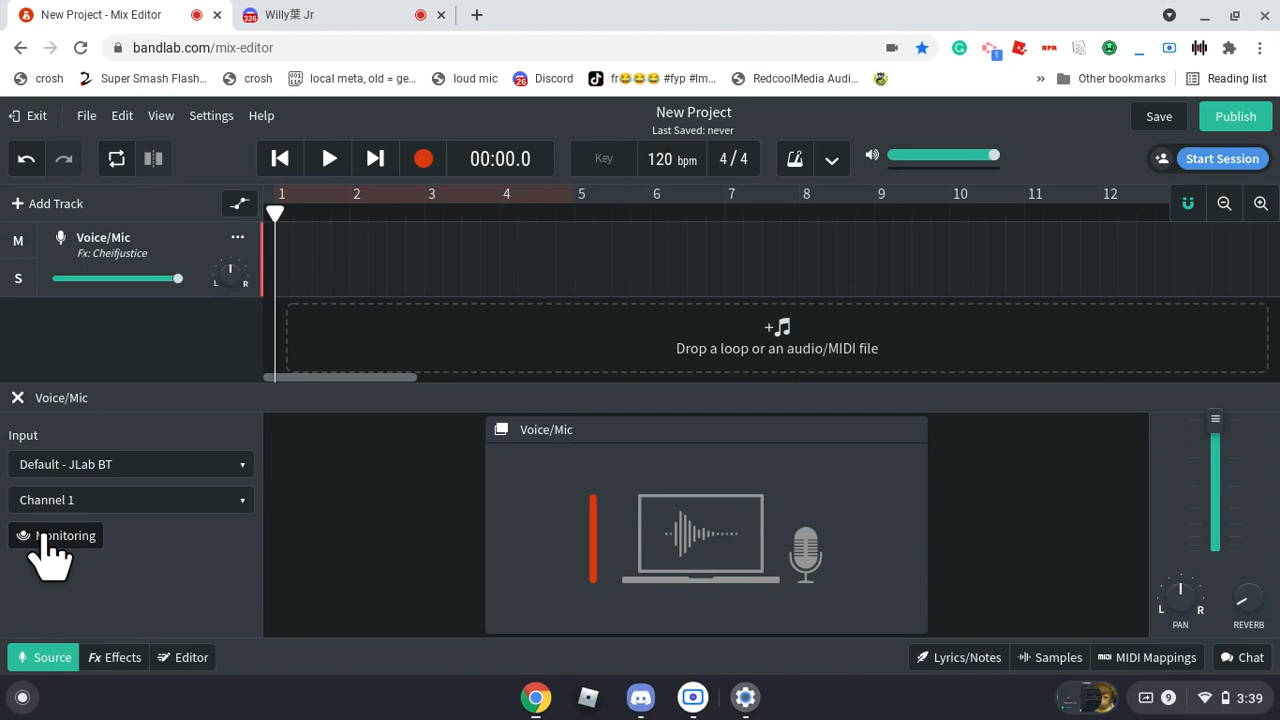 New Project - Mix Editor
326
Willy葉 Jr
bandlab.com/mix-editor
1
crosh
Super Smash Flash...
crosh
local meta, old = ge...
loud mic
26
Discord
fr😂😂😂 #fyp #lm...
RedcoolMedia Audi...
»
Other bookmarks
Reading list
Exit
File
Edit
View
Settings
Help
New Project
Last Saved: never
Save
Publish
00:00.0
Key
120 bpm
4 / 4
Start Session
+ Add Track
1 2 3 4 5 6 7 8 9 10 11 12
M
Voice/Mic
Fx: Cheifjustice
S
L R
Drop a loop or an audio/MIDI file
Voice/Mic
Input
Default - JLab BT
Channel 1
Voice/Mic
L R
PAN
REVERB
Source
Fx Effects
Editor
Lyrics/Notes
Samples
MIDI MIDI Mappings
Chat
9
3:39